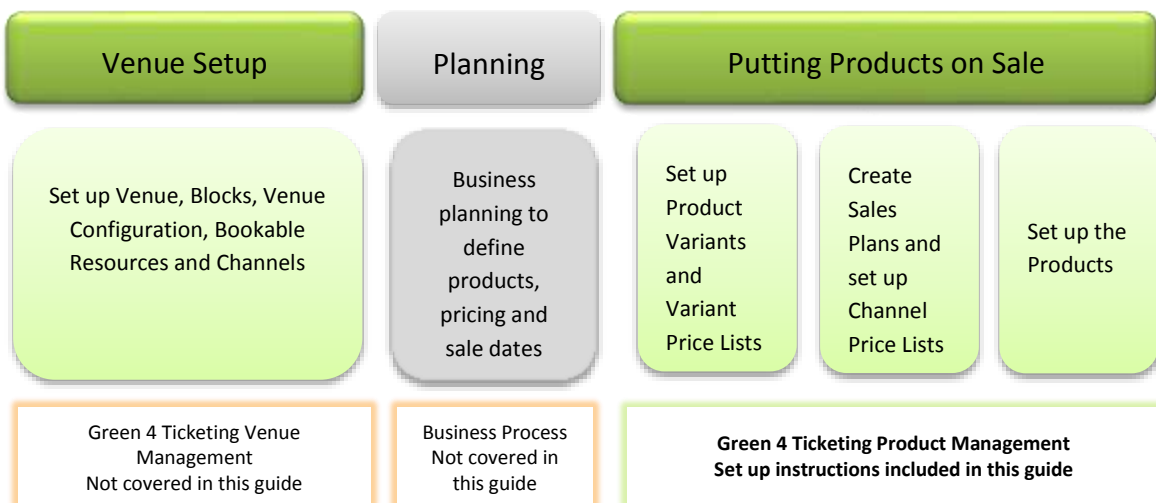 Venue Setup
Planning
Putting Products on Sale
Set up Venue, Blocks, Venue
Configuration, Bookable
Resources and Channels
Business
planning to
define
products,
pricing and
sale dates
Set up
Product
Variants
and
Variant
Price Lists
Create
Sales
Plans and
set up
Channel
Price Lists
Set up the
Products
Green 4 Ticketing Venue
Management
Not covered in this guide
Business Process
Not covered in
this guide
Green 4 Ticketing Product Management
Set up instructions included in this guide